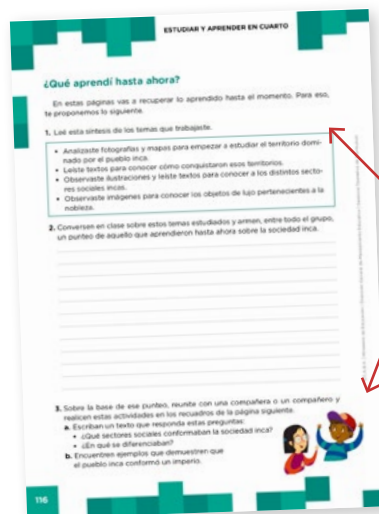 ESTUDIAR Y APRENDER EN CUARTO
¿Qué aprendí hasta ahora?
En estas páginas vas a recuperar lo aprendido hasta el momento. Para eso,
te proponemos lo siguiente.
1. Leé esta síntesis de los temas que trabajaste.
• Analizaste fotografías y mapas para empezar a estudiar el territorio domi-
nado por el pueblo inca.
• Leíste textos para conocer cómo conquistaron esos territorios.
• Observaste ilustraciones y leíste textos para conocer a los distintos secto-
res sociales incas.
• Observaste imágenes para conocer los objetos de lujo pertenecientes a la
nobleza.
2. Conversen en clase sobre estos temas estudiados y armen, entre todo el grupo,
un punteo de aquello que aprendieron hasta ahora sobre la sociedad inca.
3. Sobre la base de ese punteo, reunite con una compañera o un compañero y
realicen estas actividades en los recuadros de la página siguiente.
a. Escriban un texto que responda estas preguntas:
• ¿Qué sectores sociales conformaban la sociedad inca?
• ¿En qué se diferenciaban?
b. Encuentren ejemplos que demuestren que
el pueblo inca conformó un imperio.
116